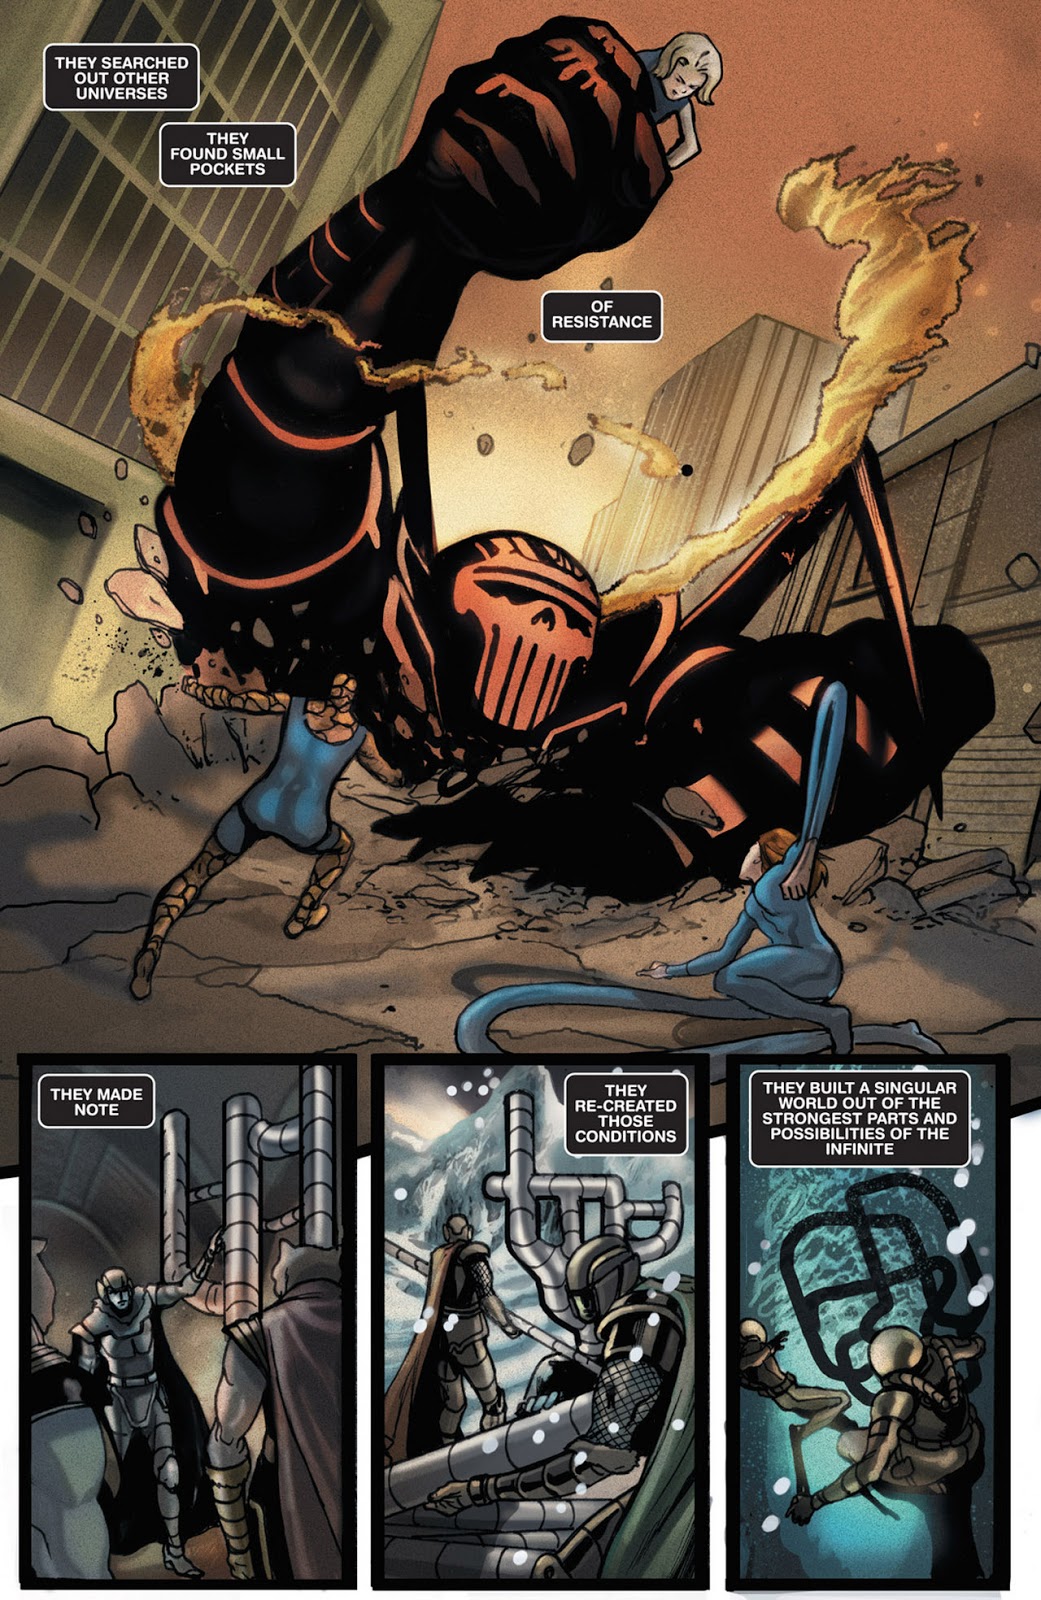 THEY SEARCHED
OUT OTHER
UNIVERSES
THEY
FOUND SMALL
POCKETS
OF
RESISTANCE
THEY MADE
NOTE
THEY
RE-CREATED
THOSE
CONDITIONS
THEY BUILT A SINGULAR
WORLD OUT OF THE
STRONGEST PARTS AND
POSSIBILITIES OF THE
INFINITE